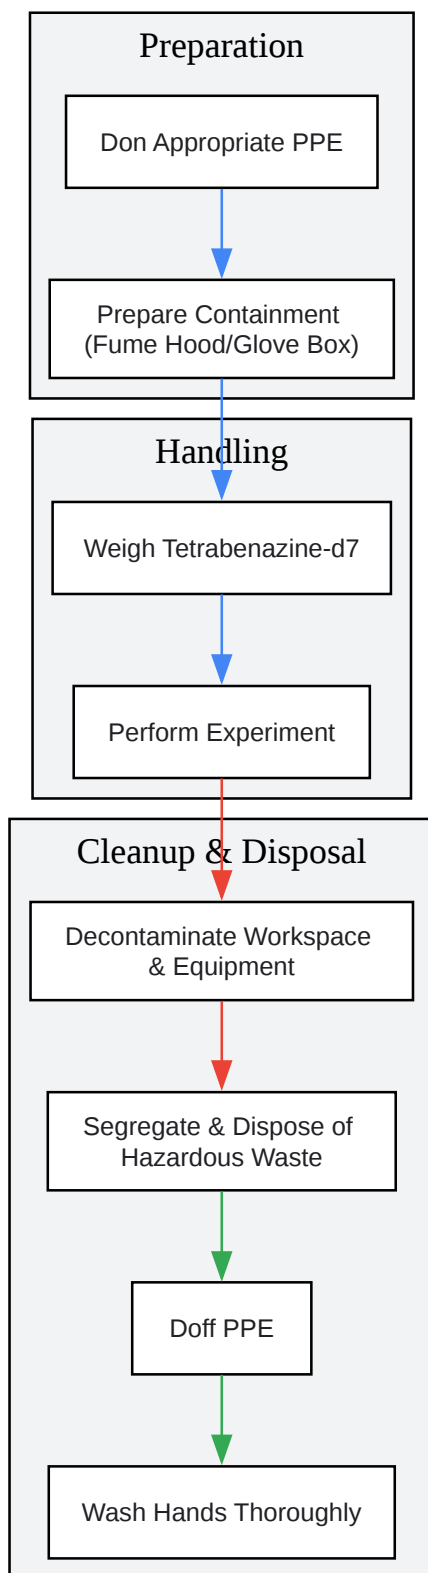 Preparation
Don Appropriate PPE
Prepare Containment
(Fume Hood/Glove Box)
Handling
Weigh Tetrabenazine-d7
Perform Experiment
Cleanup & Disposal
Decontaminate Workspace
& Equipment
Segregate & Dispose of
Hazardous Waste
Doff PPE
Wash Hands Thoroughly